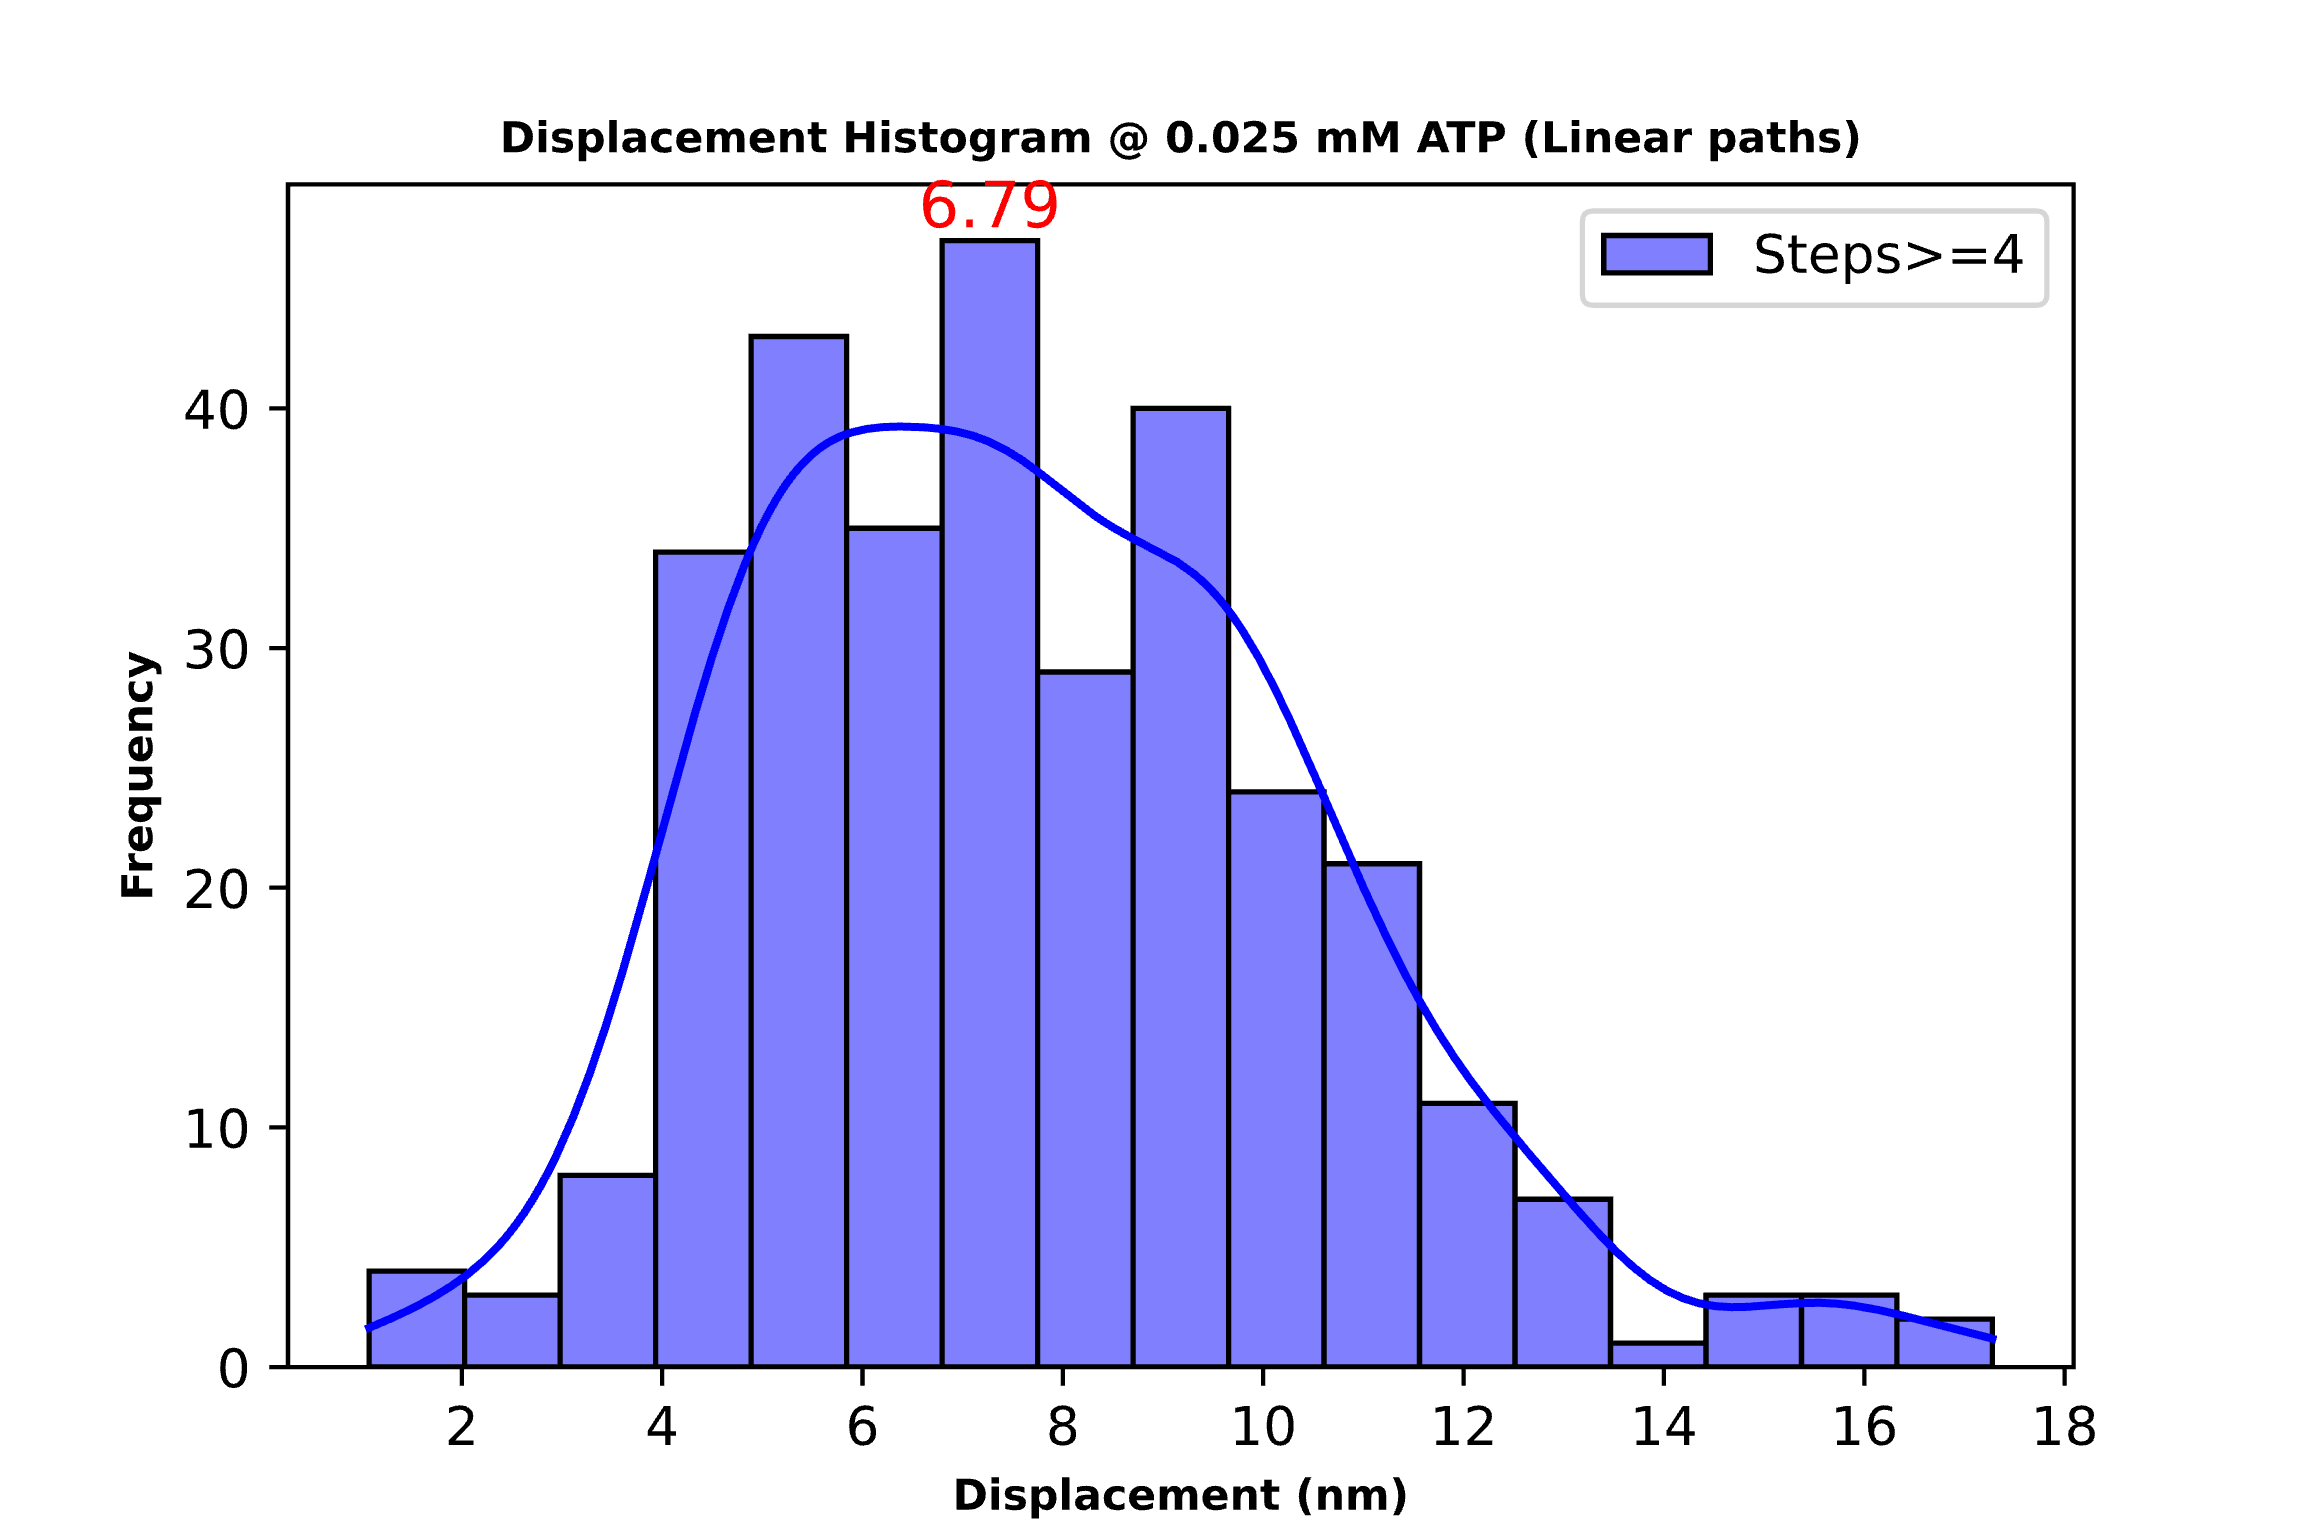 Displacement Histogram @ 0.025 mM ATP (Linear paths)
6.79
Steps>=4
40
30
20
10
0
Frequency
2 4 6 8 10 12 14 16 18
Displacement (nm)